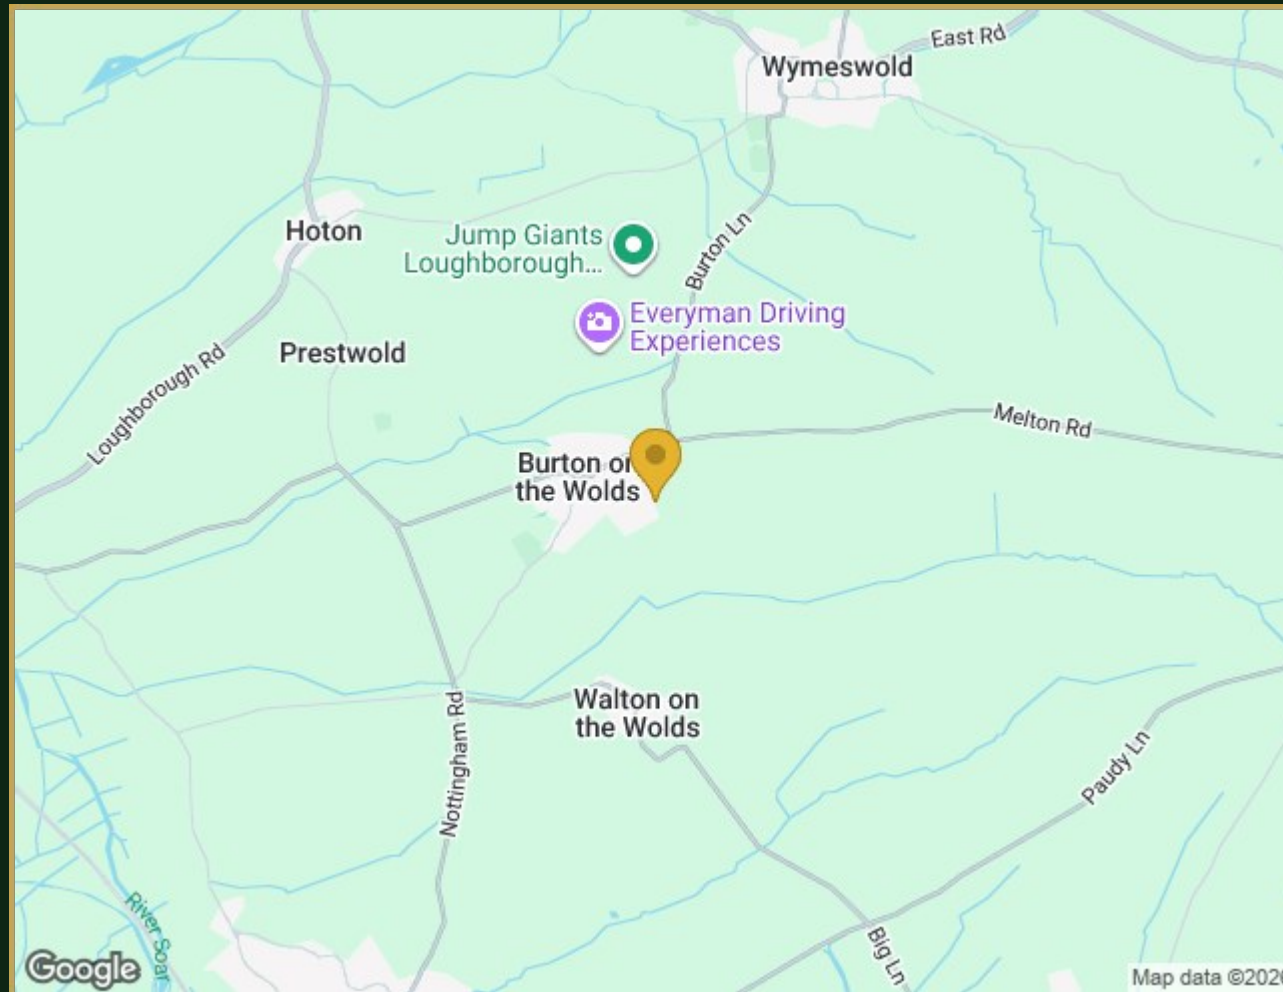 East Rd
Wymeswold
Hoton
Jump Giants
Loughborough...
Burton Ln
Everyman Driving
Experiences
Prestwold
Loughborough Rd
Melton Rd
Burton on
the Wolds
Walton on
the Wolds
Nottingham Rd
Paudy Ln
River Soar
Big Ln
Google
Map data ©2026